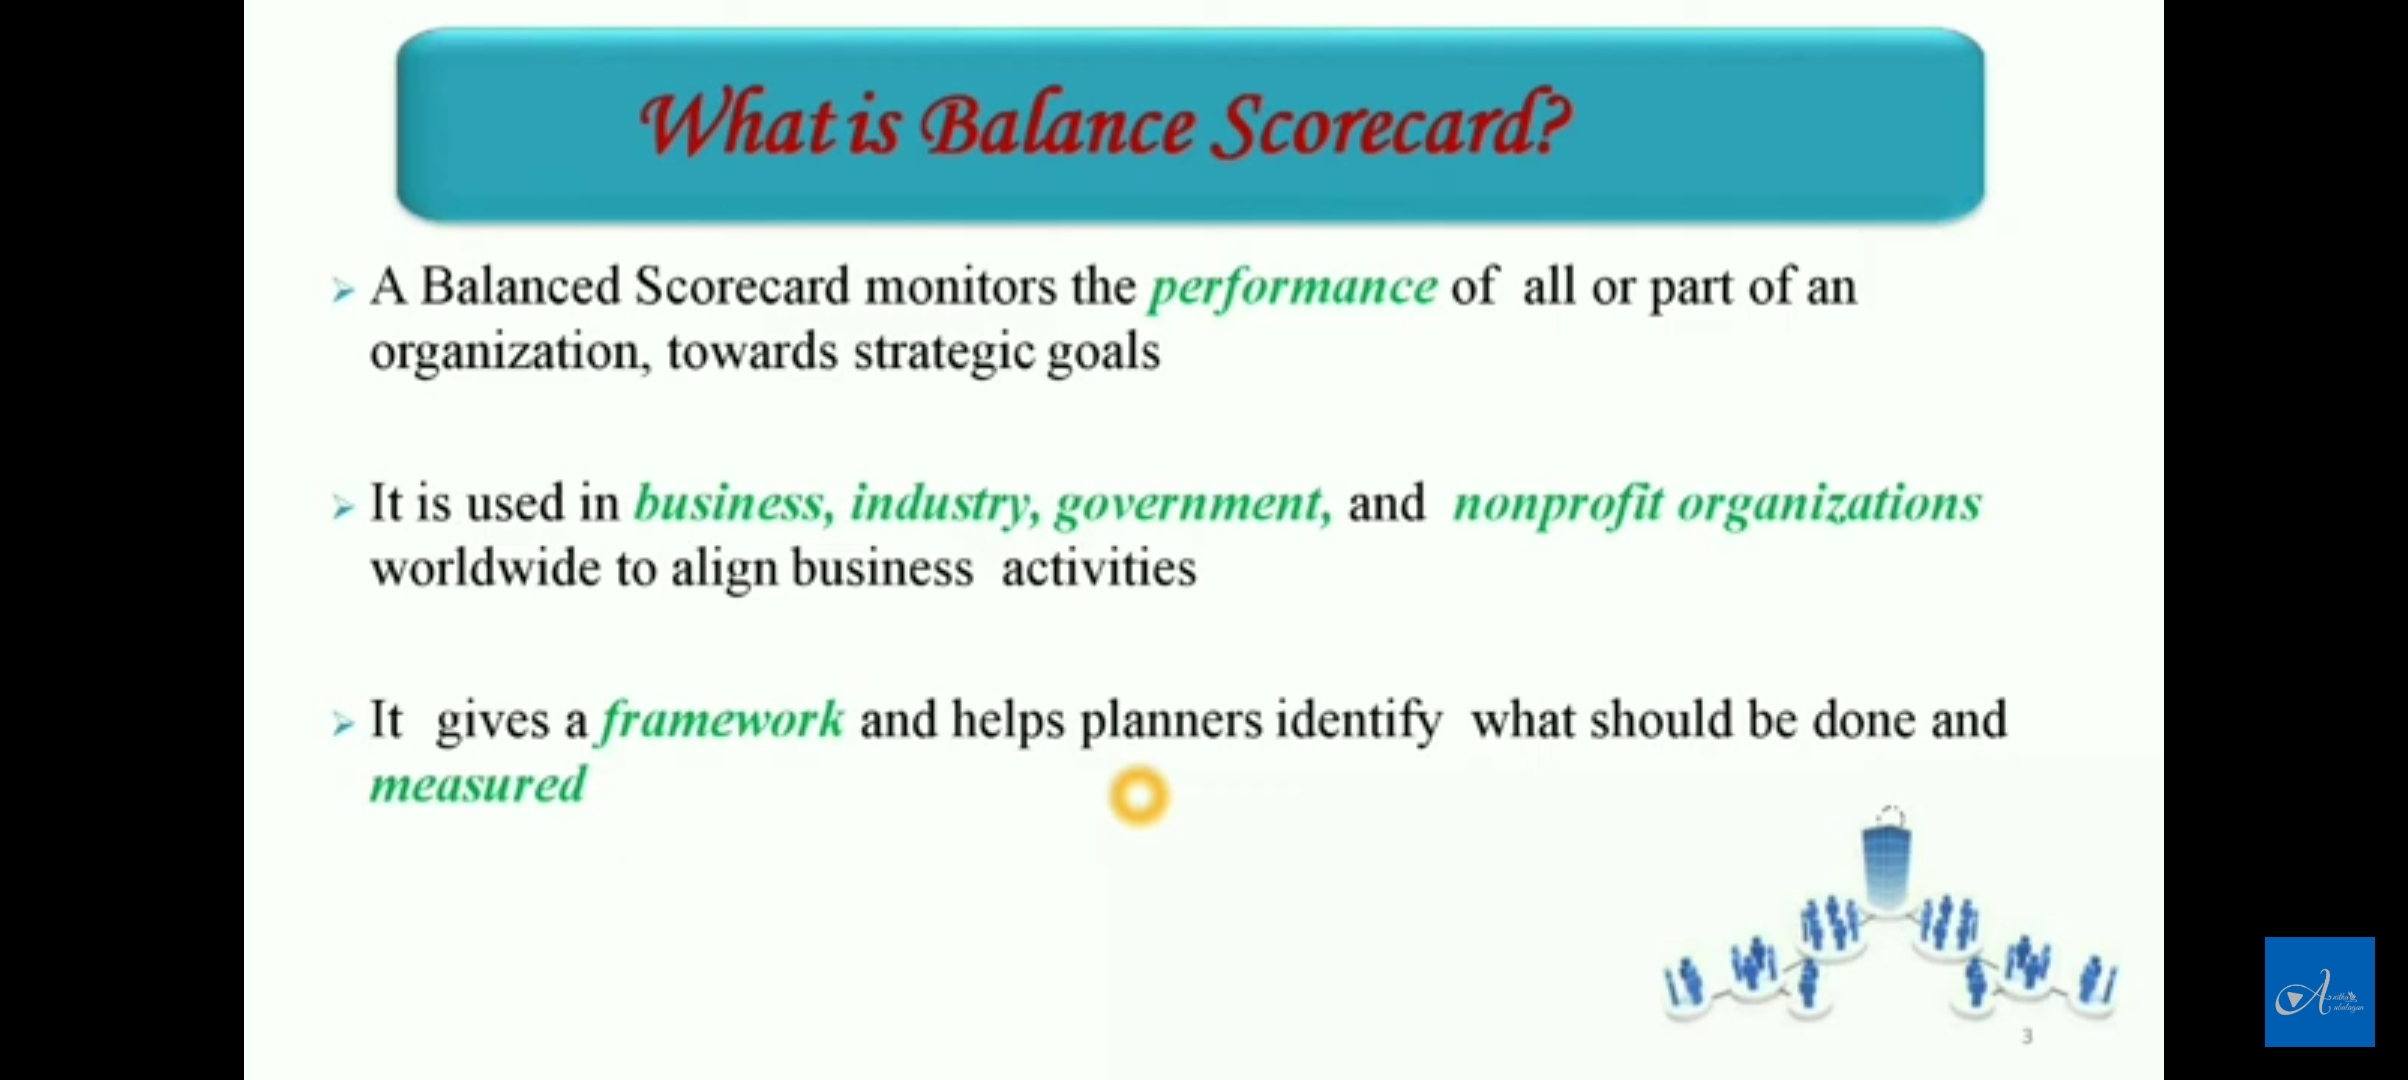 What is Balance Scorecard?
A Balanced Scorecard monitors the performance of all or part of an
organization, towards strategic goals
It is used in business, industry, government, and nonprofit organizations
worldwide to align business activities
It gives a framework and helps planners identify what should be done and
measured
3